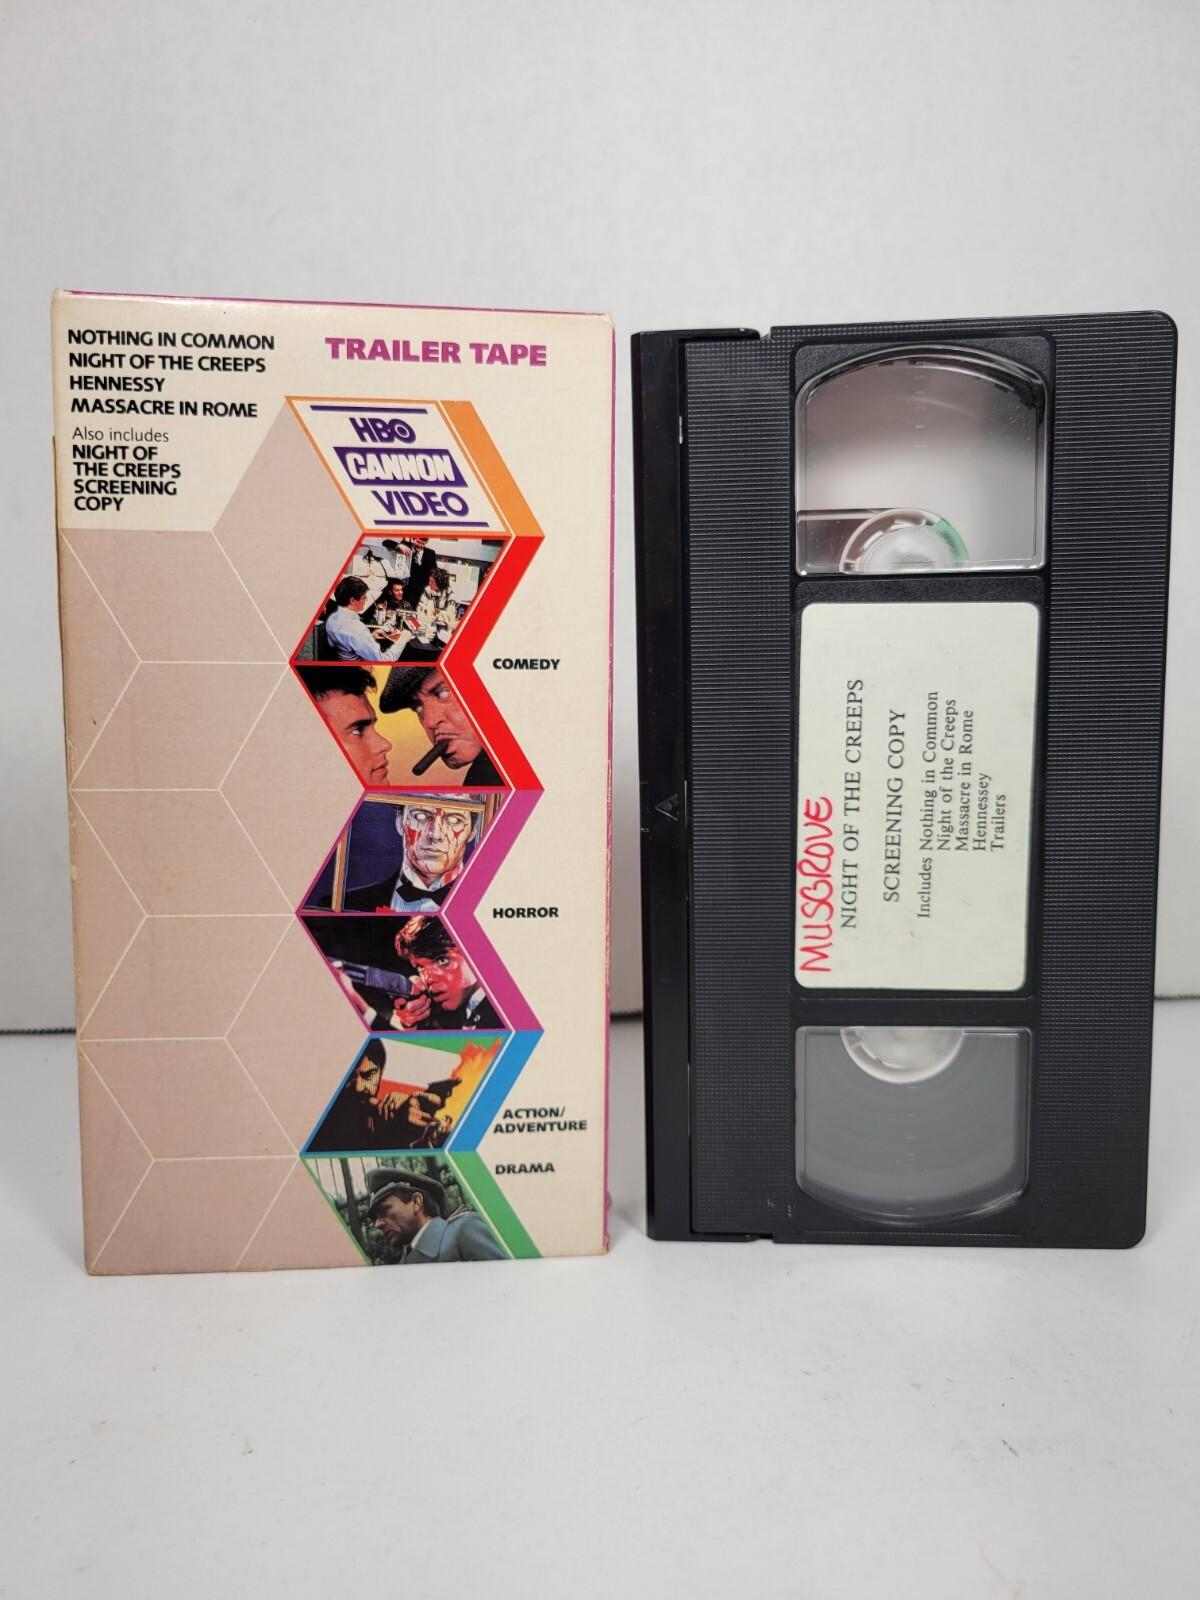 NOTHING IN COMMON
NIGHT OF THE CREEPS
HENNESSY
MASSACRE IN ROME
Also includes
NIGHT OF
THE CREEPS
SCREENING
COPY
TRAILER TAPE
HBO
CANNON
VIDEO
COMEDY
HORROR
ACTION/
ADVENTURE
DRAMA
MUSGROVE
NIGHT OF THE CREEPS
SCREENING COPY
Includes Nothing in Common
Night of the Creeps
Massacre in Rome
Hennessey
Trailers